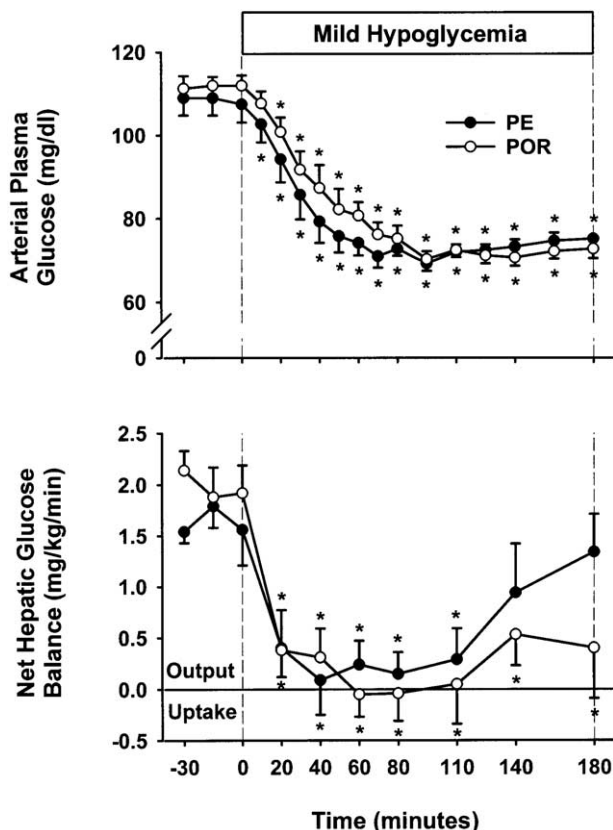 Mild Hypoglycemia
Arterial Plasma
Glucose (mg/dl)
120
100
80
60
0
PE
POR
* * * * * * * * * * * * *
* * * * * * * * * * * * * *
Net Hepatic Glucose
Balance (mg/kg/min)
2.5
2.0
1.5
1.0
0.5
0.0
-0.5
Output
Uptake
* * * * *
* * * * * * *
-30 0 20 40 60 80 110 140 180
Time (minutes)